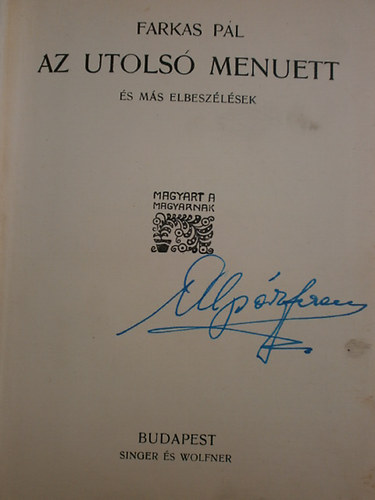 FARKAS PÁL
AZ UTOLSÓ MENUETT
ÉS MÁS ELBESZÉLÉSEK
MAGYART A
MAGYARNAK
BUDAPEST
SINGER ÉS WOLFNER